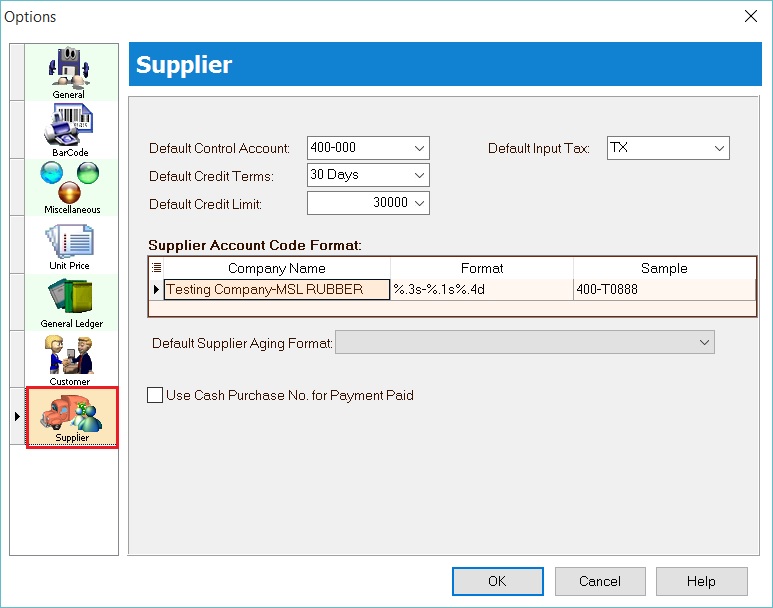 Options
General
BarCode
Miscellaneous
Unit Price
General Ledger
Customer
Supplier
Supplier
Default Control Account: 400-000 Default Input Tax: TX
Default Credit Terms: 30 Days
Default Credit Limit: 30000
Supplier Account Code Format:
Company Name Format Sample
Testing Company-MSL RUBBER %.3s-%.1s%.4d 400-T0888
Default Supplier Aging Format:
Use Cash Purchase No. for Payment Paid
OK Cancel Help